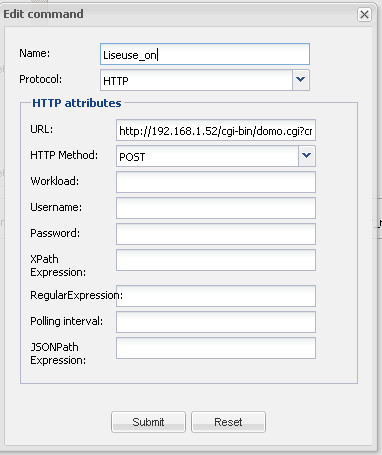 Edit command
Name: Liseuse_on
Protocol: HTTP
HTTP attributes
URL: http://192.168.1.52/cgi-bin/domo.cgi?cr
HTTP Method: POST
Workload:
Username:
Password:
XPath
Expression:
RegularExpression:
Polling interval:
JSONPath
Expression:
Submit Reset